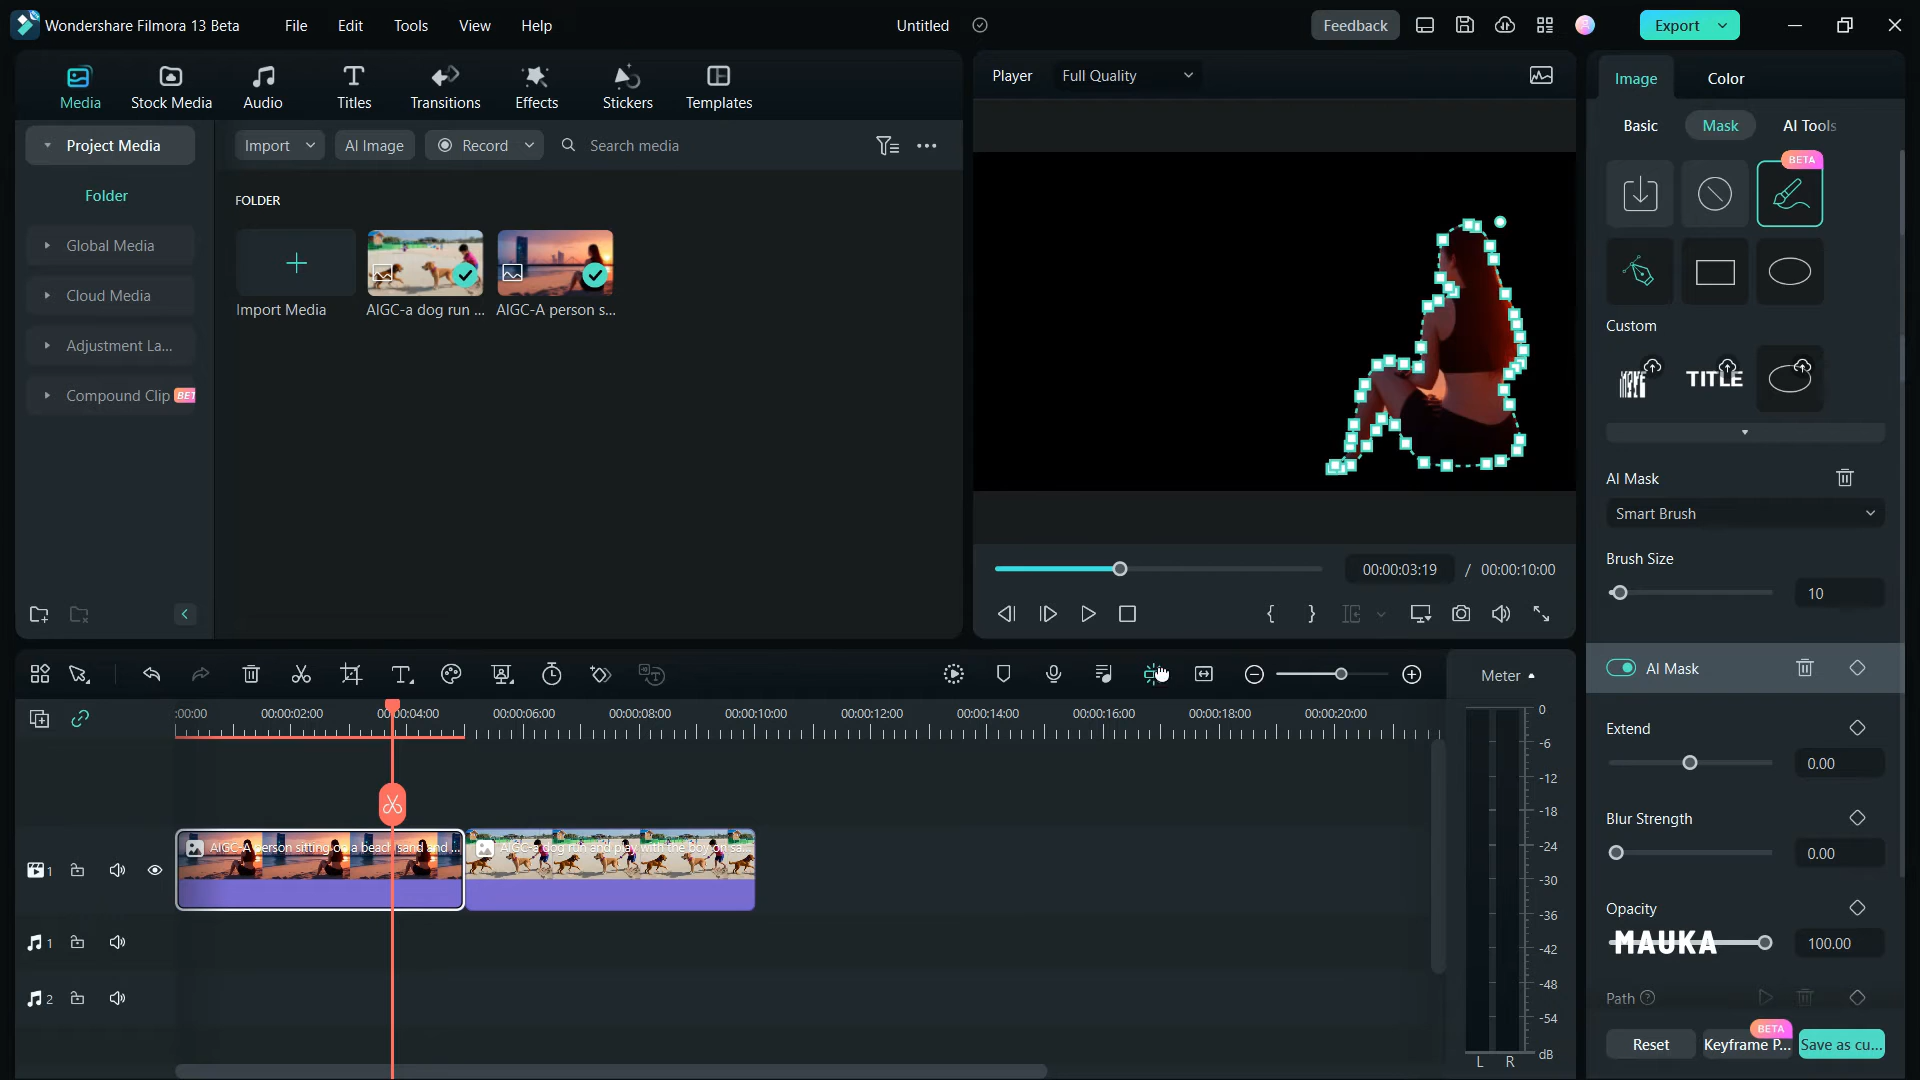 Wondershare Filmora 13 Beta
File
Edit
Tools
View
Help
Untitled
Feedback
Export
Media
Stock Media
Audio
Titles
Transitions
Effects
Stickers
Templates
Player
Full Quality
Image
Color
Project Media
Import
AI Image
Record
Search media
Basic
Mask
AI Tools
BETA
Folder
FOLDER
Global Media
Cloud Media
Adjustment La...
Compound Clip
BET
Import Media
AIGC-a dog run ...
AIGC-A person s...
Custom
TITLE
AI Mask
Smart Brush
Brush Size
10
00:00:03:19 / 00:00:10:00
AI Mask
Meter
:00:00
00:00:02:00
00:00:04:00
00:00:06:00
00:00:08:00
00:00:10:00
00:00:12:00
00:00:14:00
00:00:16:00
00:00:18:00
00:00:20:00
0
-6
-12
-18
-24
-30
-36
-42
-48
-54
dB
L R
Extend
0.00
Blur Strength
0.00
Opacity
MAUKA
100.00
Path
AIGC-A person sitting on a beach sand and ...
AIGC-a dog run and play with the boy on sa...
1
1
2
BETA
Reset
Keyframe P...
Save as cu...